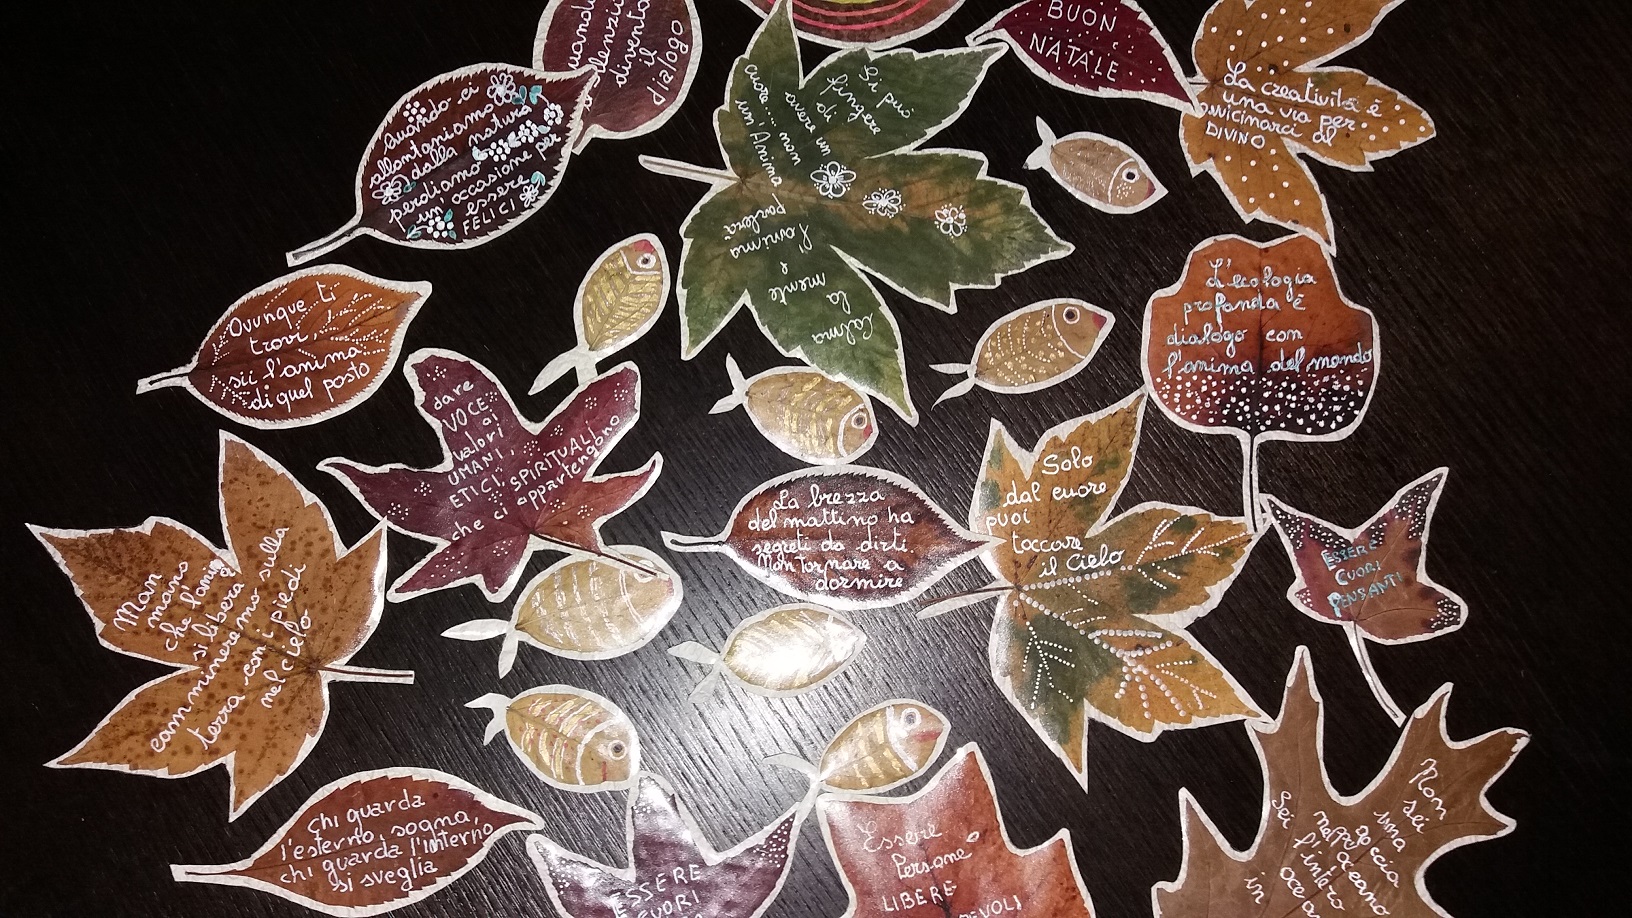 quando
silenzio
diventa
il
dialogo
BUON
NATALE
La creatività è
una via per
avvicinarci al
DIVINO
Quando ci
allontaniamo
dalla natura
perdiamo
un'occasione per
essere
FELICI
Si può
fingere
di
avere un
cuore... non
un'Anima
Calma
la
mente
e
l'anima
parlerà
L'ecologia
profonda è
dialogo con
l'anima del mondo
Ovunque ti
trovi
sii l'anima
di quel posto
dare
VOCE
a
valori
UMANI,
ETICI, SPIRITUALI
che ci appartengono
Solo
dal cuore
puoi
toccare
il Cielo
La brezza
del mattino ha
segreti da dirti.
Non tornare a
dormire
ESSERE
CUORI
PENSANTI
Man
mano
che l'anima
si libera
cammineremo sulla
terra con i piedi
nel cielo
Chi guarda
l'esterno, sogna,
chi guarda l'interno
si sveglia
ESSERE
CUORI
Essere
Persone
LIBERE
Non
sei
una
goccia
nell'oceano
Sei l'intero
oceano
in